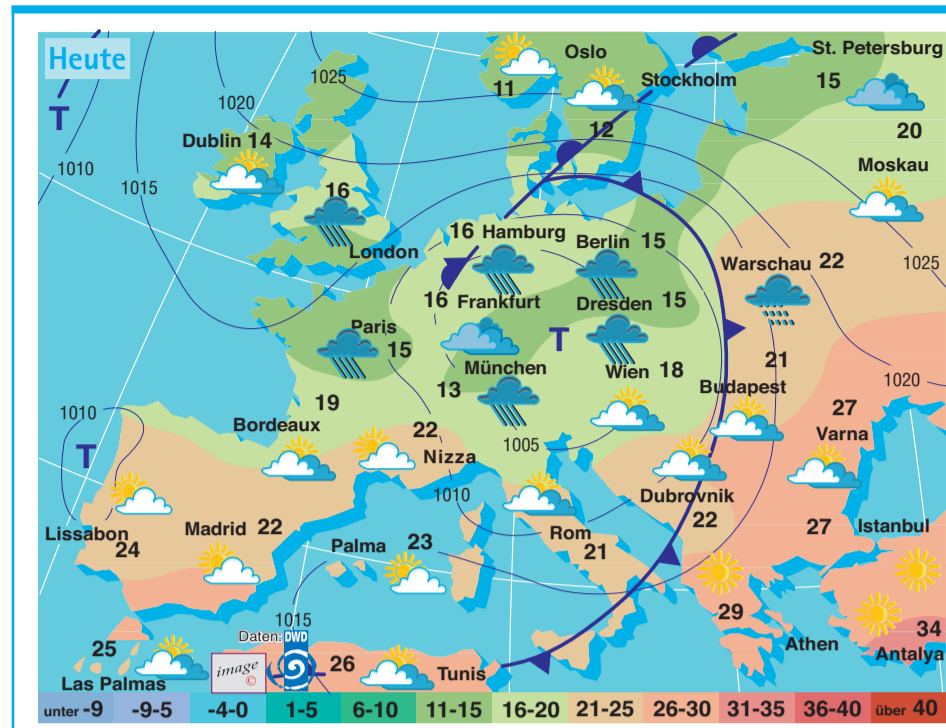 Heute
Oslo
11
St. Petersburg
15
Stockholm
12
1025
1020
T
1010
1015
Dublin 14
20
Moskau
16
London
16 Hamburg
Berlin 15
Warschau 22
1025
16 Frankfurt
Dresden 15
T
Paris
15
München
13
Wien 18
21
Budapest
1020
19
Bordeaux
1010
T
22
Nizza
1005
1010
27
Varna
Dubrovnik
22
Lissabon
24
Madrid 22
Palma 23
Rom
21
27
Istanbul
29
Athen
34
Antalya
1015
Daten: DWD
image
©
25
Las Palmas
26
Tunis
unter -9 -9-5 -4-0 1-5 6-10 11-15 16-20 21-25 26-30 31-35 36-40 über 40